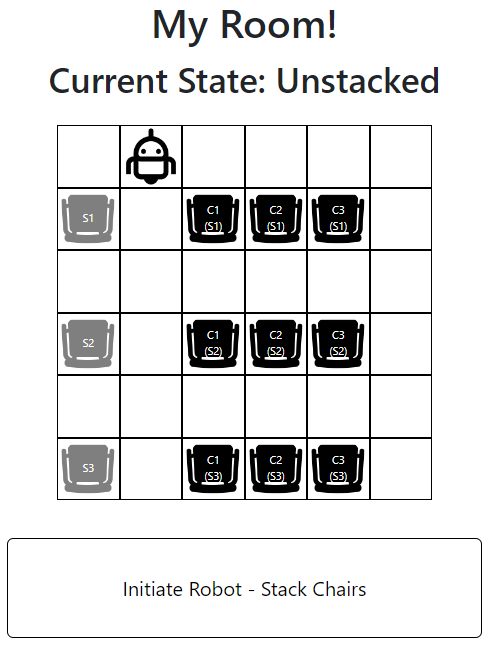 My Room!
Current State: Unstacked
S1
C1
(S1)
C2
(S1)
C3
(S1)
S2
C1
(S2)
C2
(S2)
C3
(S2)
S3
C1
(S3)
C2
(S3)
C3
(S3)
Initiate Robot - Stack Chairs